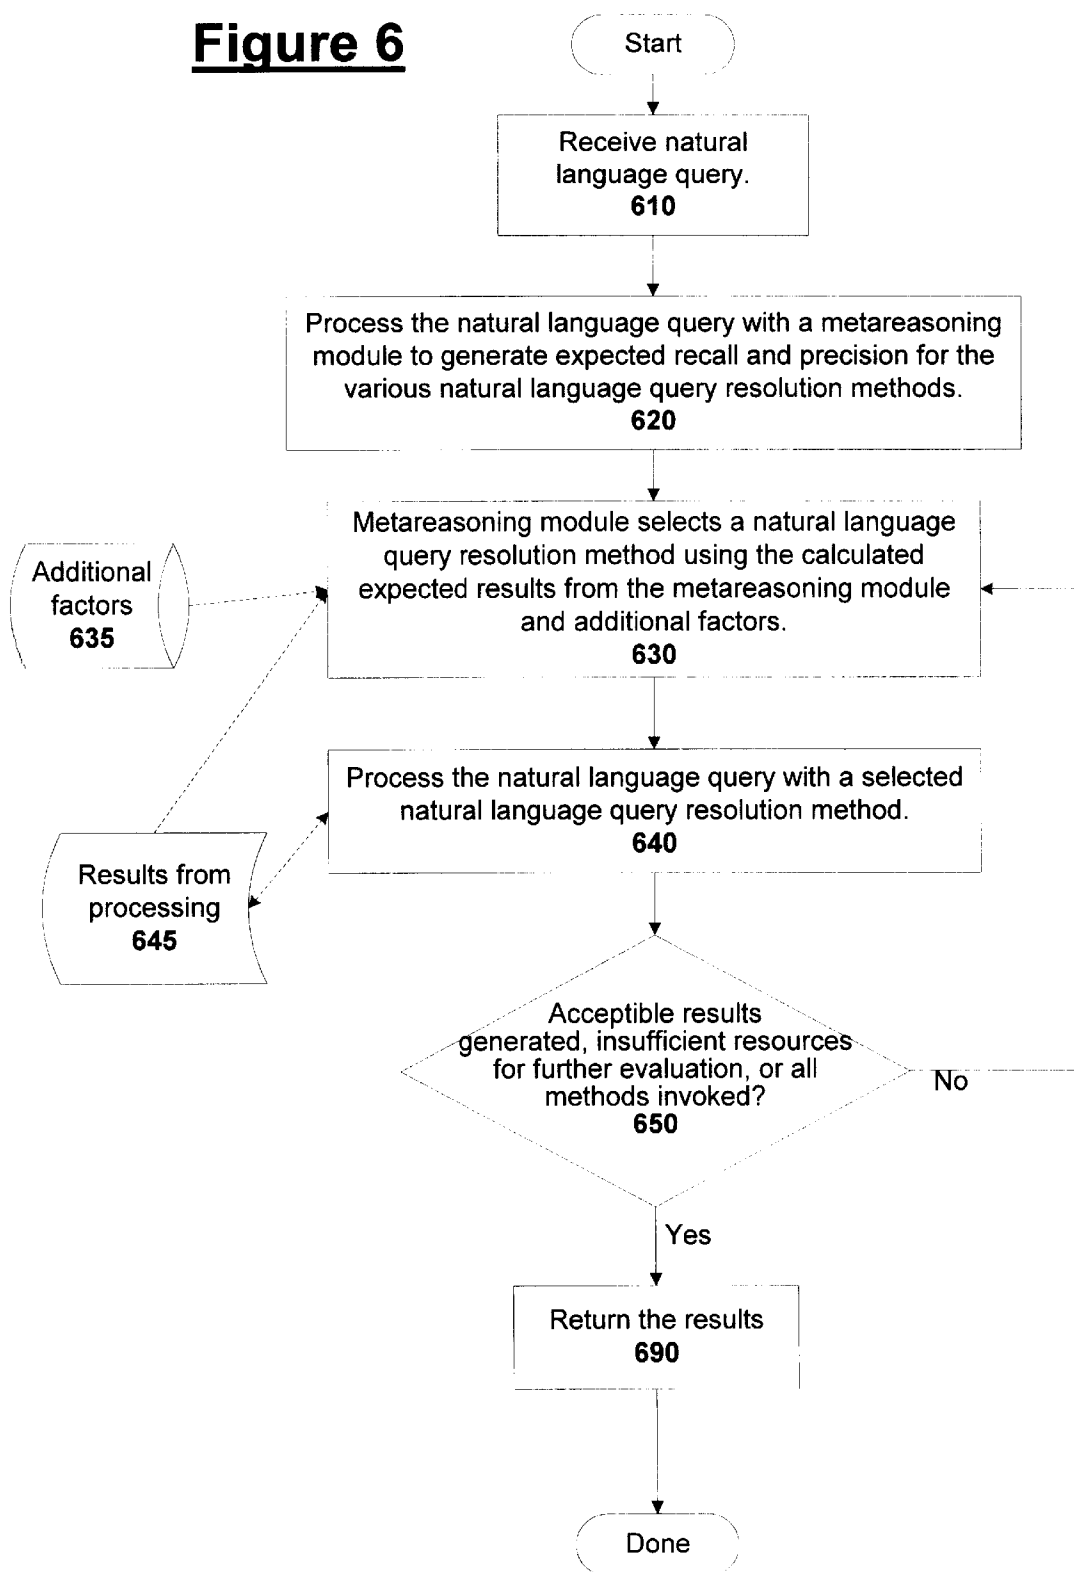 Figure 6
Start
Receive natural
language query.
610
Process the natural language query with a metareasoning
module to generate expected recall and precision for the
various natural language query resolution methods.
620
Metareasoning module selects a natural language
query resolution method using the calculated
expected results from the metareasoning module
and additional factors.
630
Additional
factors
635
Process the natural language query with a selected
natural language query resolution method.
640
Results from
processing
645
Acceptible results
generated, insufficient resources
for further evaluation, or all
methods invoked?
650
No
Yes
Return the results
690
Done